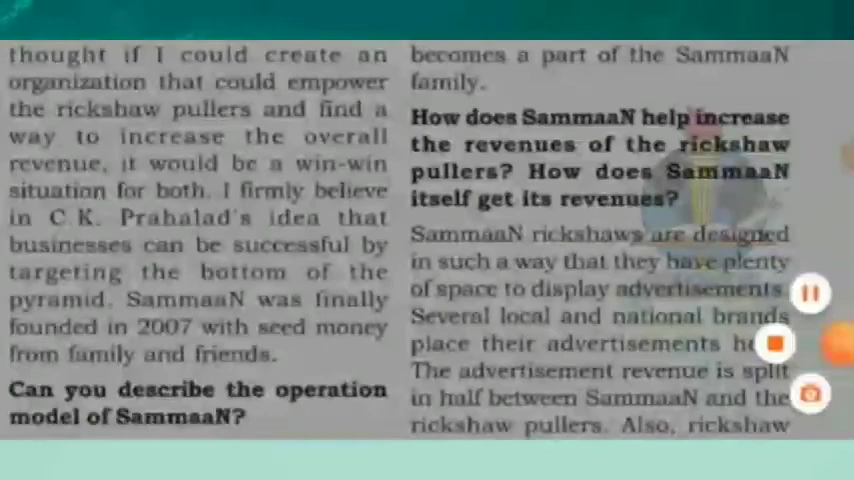 thought if I could create an
organization that could empower
the rickshaw pullers and find a
way to increase the overall
revenue, it would be a win-win
situation for both. I firmly believe
in C.K. Prahalad's idea that
businesses can be successful by
targeting the bottom of the
pyramid. SammaaN was finally
founded in 2007 with seed money
from family and friends.
Can you describe the operation
model of SammaaN?
becomes a part of the SammaaN
family.
How does SammaaN help increase
the revenues of the rickshaw
pullers? How does SammaaN
itself get its revenues?
SammaaN rickshaws are designed
in such a way that they have plenty
of space to display advertisements.
Several local and national brands
place their advertisements
The advertisement revenue is split
in half between SammaaN and the
rickshaw pullers. Also, rickshaw